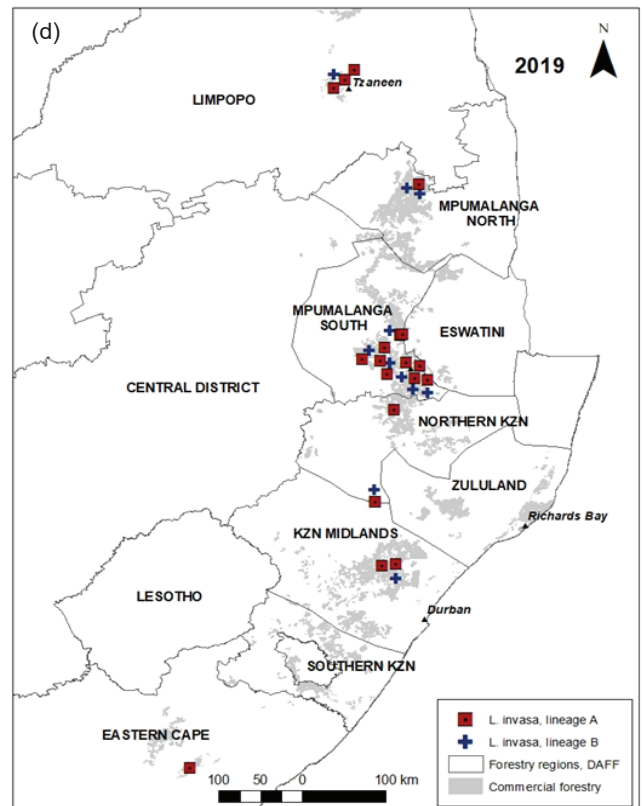 (d)
N
2019
Tzaneen
LIMPOPO
MPUMALANGA
NORTH
MPUMALANGA
SOUTH
ESWATINI
CENTRAL DISTRICT
NORTHERN KZN
ZULULAND
Richards Bay
KZN MIDLANDS
LESOTHO
Durban
SOUTHERN KZN
EASTERN CAPE
L. invasa, lineage A
L. invasa, lineage B
Forestry regions, DAFF
Commercial forestry
100 50 0 100 km